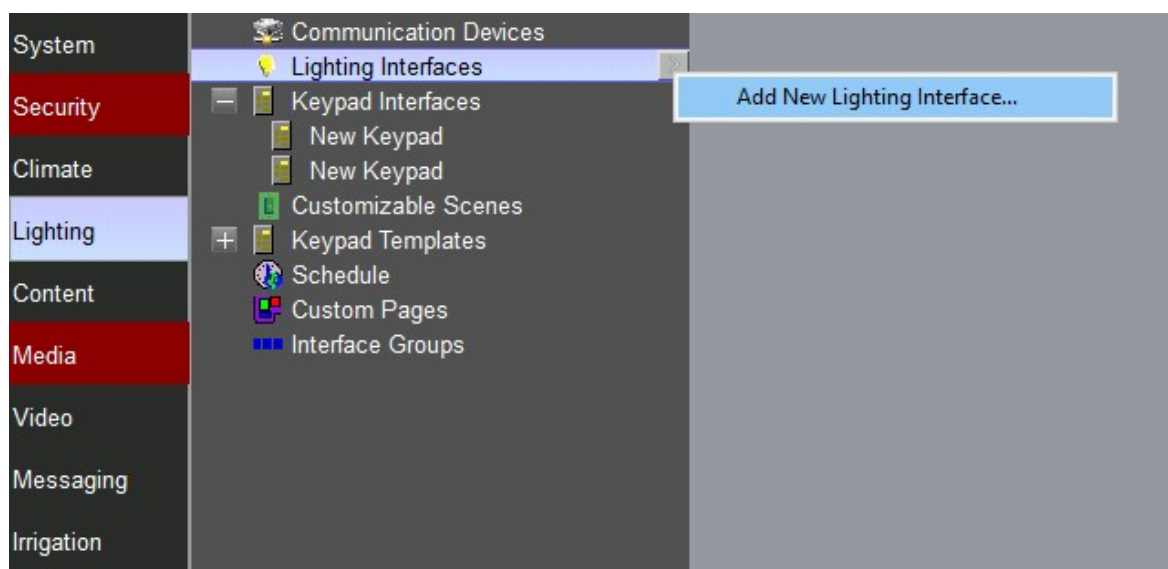 System
Security
Climate
Lighting
Content
Media
Video
Messaging
Irrigation
Communication Devices
Lighting Interfaces
Keypad Interfaces
New Keypad
New Keypad
Customizable Scenes
Keypad Templates
Schedule
Custom Pages
Interface Groups
Add New Lighting Interface...